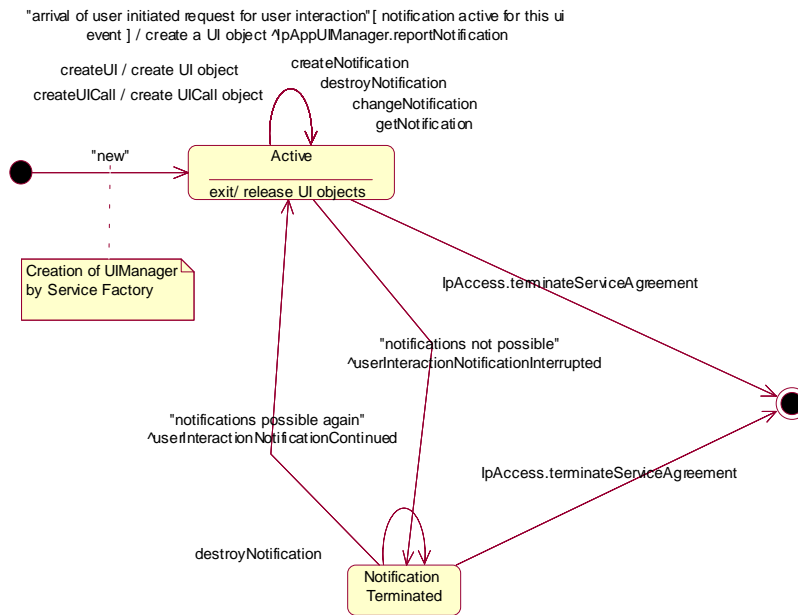 "arrival of user initiated request for user interaction"[ notification active for this ui
event ] / create a UI object ^IpAppUIManager.reportNotification
createUI / create UI object
createUICall / create UICall object
createNotification
destroyNotification
changeNotification
getNotification
"new"
Active
exit/ release UI objects
Creation of UIManager
by Service Factory
IpAccess.terminateServiceAgreement
"notifications not possible"
^userInteractionNotificationInterrupted
"notifications possible again"
^userInteractionNotificationContinued
IpAccess.terminateServiceAgreement
destroyNotification
Notification
Terminated